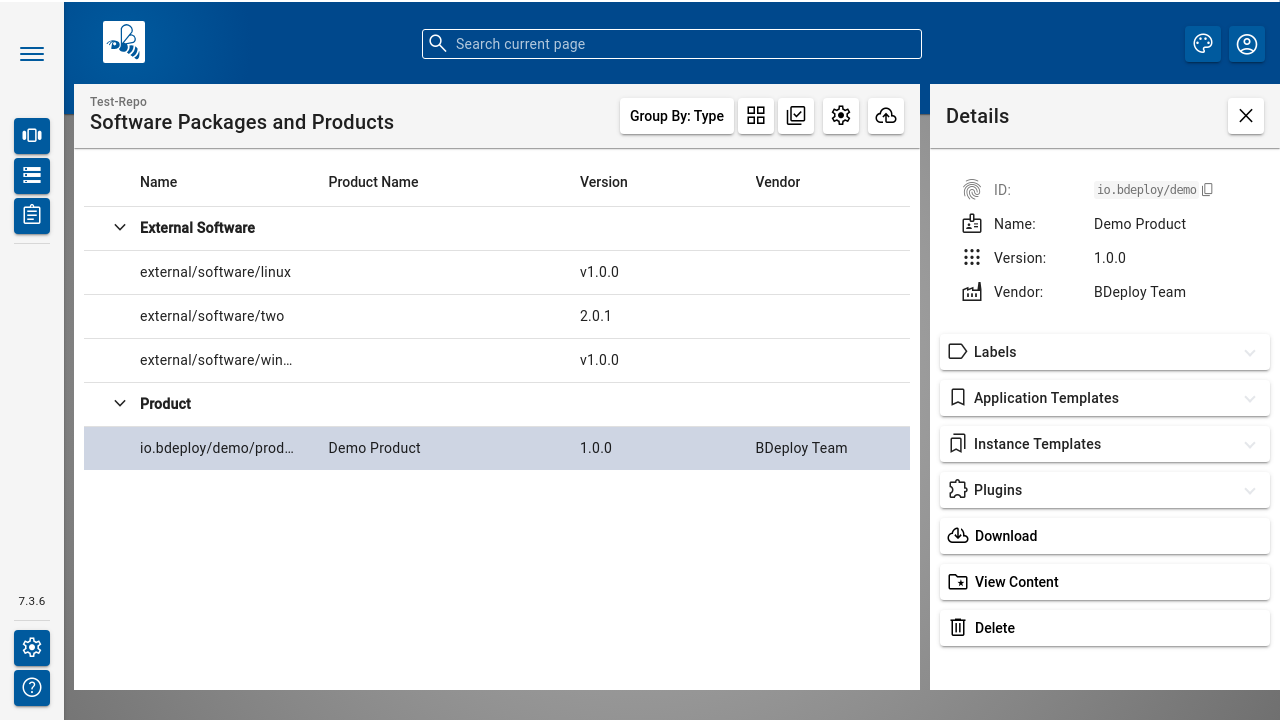 Search current page
Test-Repo
Software Packages and Products
Group By: Type
Details
Name Product Name Version Vendor
External Software
external/software/linux v1.0.0
external/software/two 2.0.1
external/software/win… v1.0.0
Product
io.bdeploy/demo/prod… Demo Product 1.0.0 BDeploy Team
ID: io.bdeploy/demo
Name: Demo Product
Version: 1.0.0
Vendor: BDeploy Team
Labels
Application Templates
Instance Templates
Plugins
Download
View Content
Delete
7.3.6